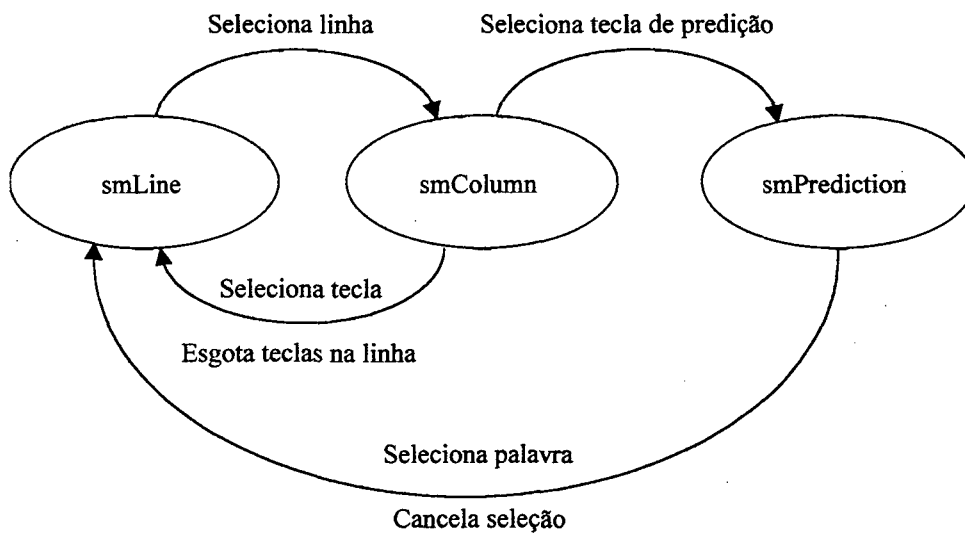 Seleciona linha
Seleciona tecla de predição
smLine
smColumn
smPrediction
Seleciona tecla
Esgota teclas na linha
Seleciona palavra
Cancela seleção